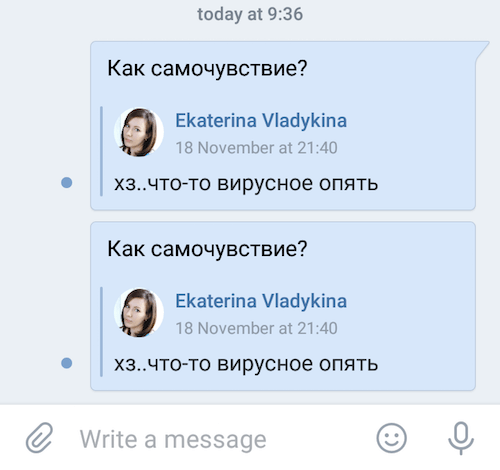 today at 9:36
Как самочувствие?
Ekaterina Vladykina
18 November at 21:40
хз..что-то вирусное опять
Как самочувствие?
Ekaterina Vladykina
18 November at 21:40
хз..что-то вирусное опять
Write a message